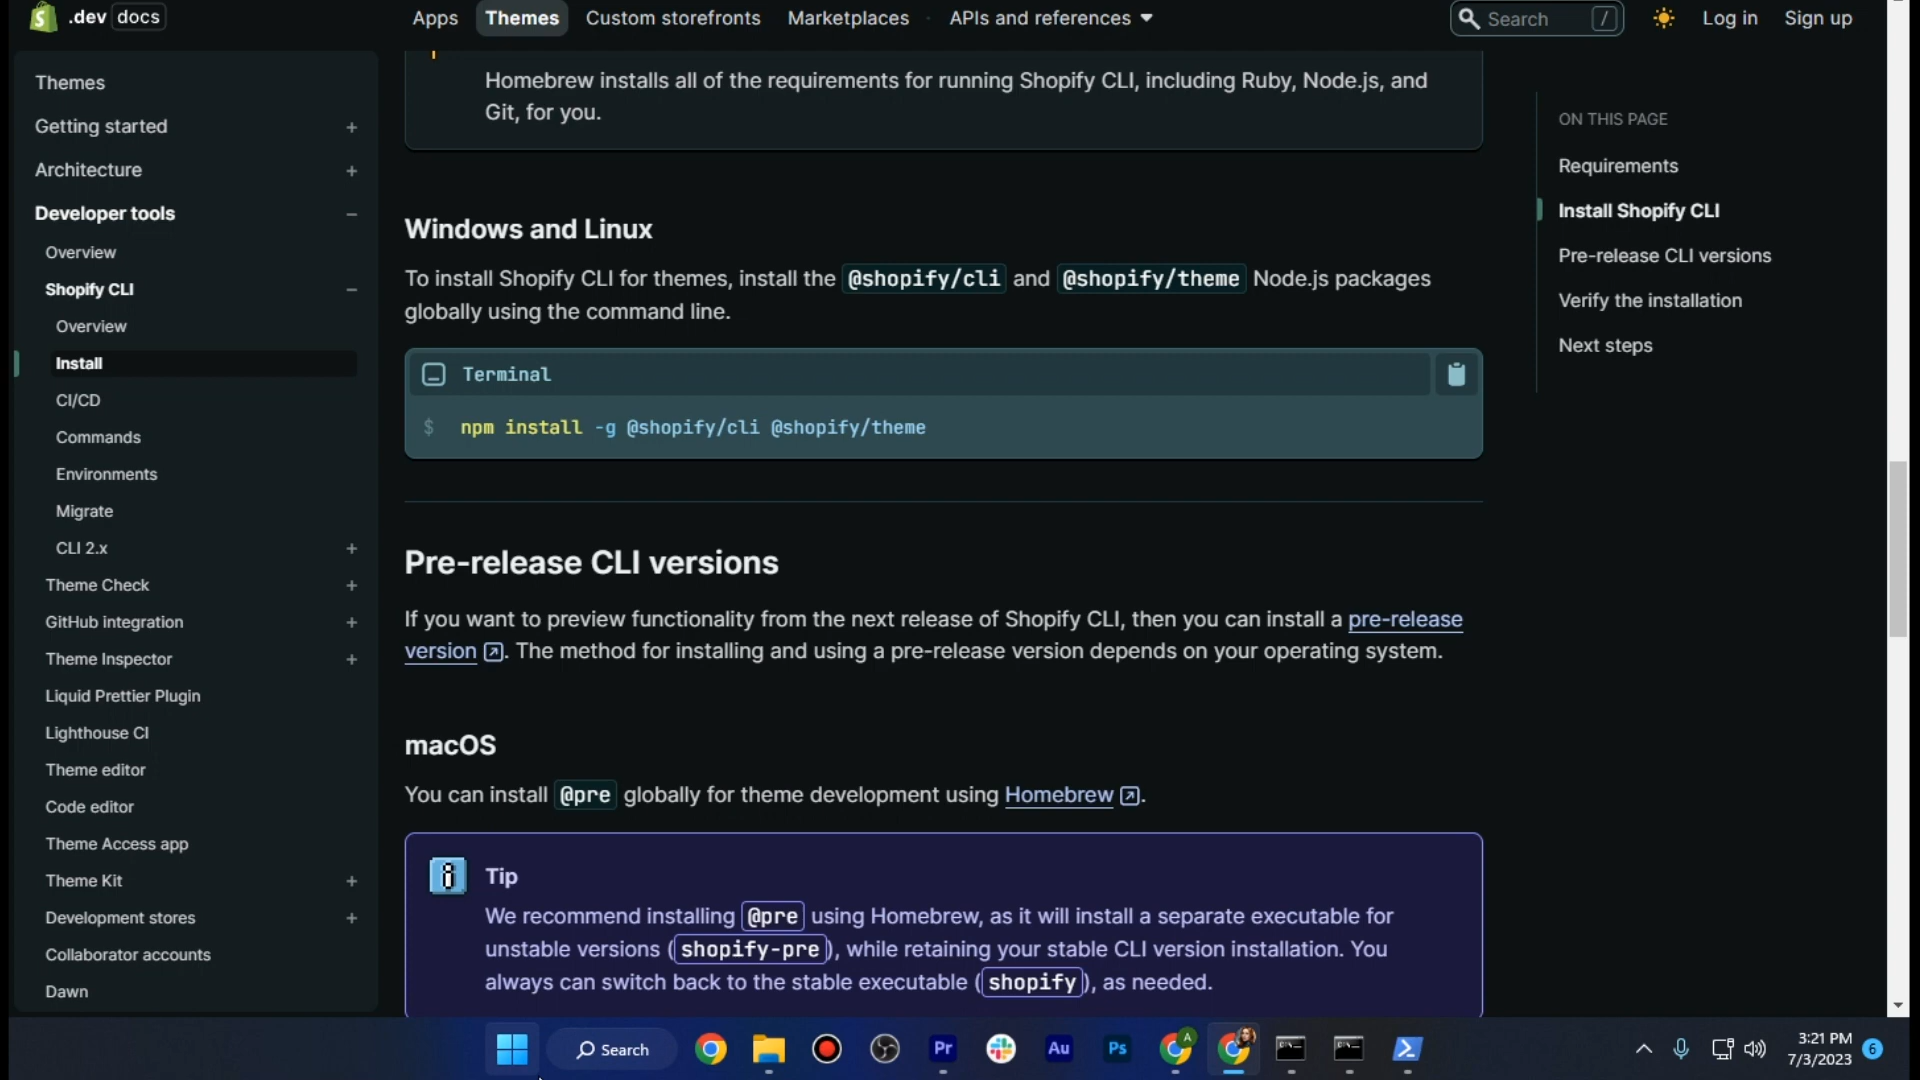 .dev docs
Apps
Themes
Custom storefronts
Marketplaces
APIs and references
Search /
Log in
Sign up
Themes
Getting started
Architecture
Developer tools
Overview
Shopify CLI
Overview
Install
CI/CD
Commands
Environments
Migrate
CLI 2.x
Theme Check
GitHub integration
Theme Inspector
Liquid Prettier Plugin
Lighthouse CI
Theme editor
Code editor
Theme Access app
Theme Kit
Development stores
Collaborator accounts
Dawn
Homebrew installs all of the requirements for running Shopify CLI, including Ruby, Node.js, and
Git, for you.
Windows and Linux
To install Shopify CLI for themes, install the @shopify/cli and @shopify/theme Node.js packages
globally using the command line.
Terminal
$ npm install -g @shopify/cli @shopify/theme
Pre-release CLI versions
If you want to preview functionality from the next release of Shopify CLI, then you can install a pre-release
version. The method for installing and using a pre-release version depends on your operating system.
macOS
You can install @pre globally for theme development using Homebrew.
Tip
We recommend installing @pre using Homebrew, as it will install a separate executable for
unstable versions (shopify-pre), while retaining your stable CLI version installation. You
always can switch back to the stable executable (shopify), as needed.
ON THIS PAGE
Requirements
Install Shopify CLI
Pre-release CLI versions
Verify the installation
Next steps
Search
Pr
Au
Ps
A
3:21 PM
7/3/2023
6